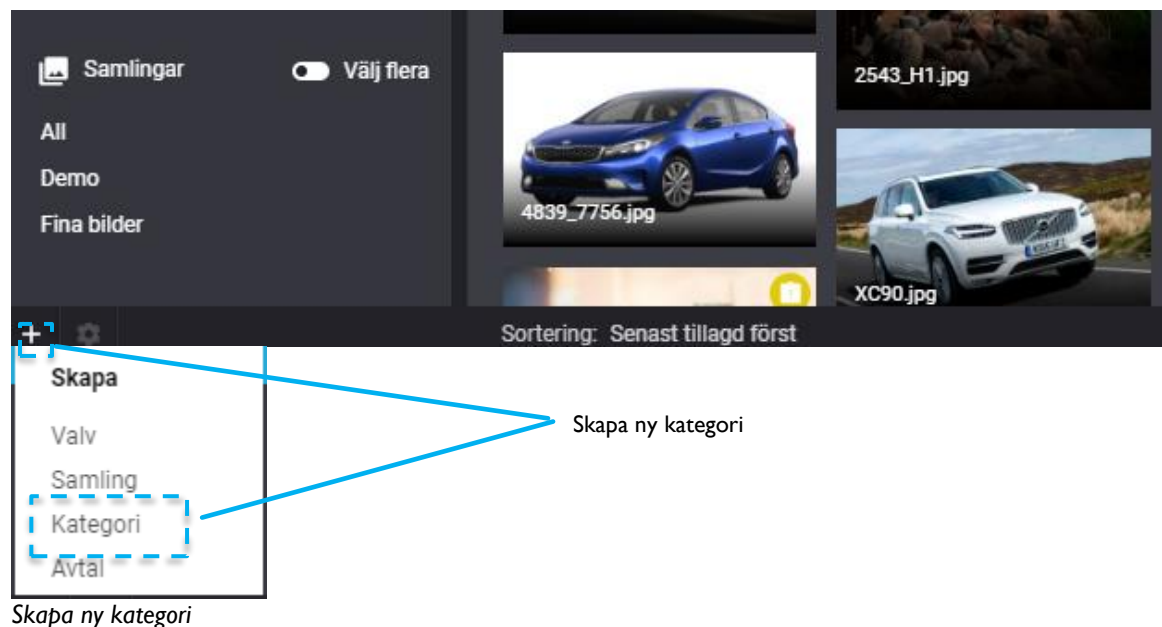 Samlingar
Välj flera
All
Demo
Fina bilder
2543_H1.jpg
4839_7756.jpg
XC90.jpg
Sortering: Senast tillagd först
Skapa
Valv
Samling
Kategori
Avtal
Skapa ny kategori
Skapa ny kategori